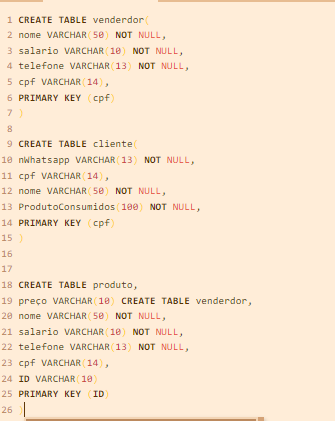 1 CREATE TABLE venderdor(
2 nome VARCHAR(50) NOT NULL,
3 salario VARCHAR(10) NOT NULL,
4 telefone VARCHAR(13) NOT NULL,
5 cpf VARCHAR(14),
6 PRIMARY KEY (cpf)
7 )
8
9 CREATE TABLE cliente(
10 nWhatsapp VARCHAR(13) NOT NULL,
11 cpf VARCHAR(14),
12 nome VARCHAR(50) NOT NULL,
13 ProdutoConsumidos(100) NOT NULL,
14 PRIMARY KEY (cpf)
15 )
16
17
18 CREATE TABLE produto,
19 preço VARCHAR(10) CREATE TABLE venderdor,
20 nome VARCHAR(50) NOT NULL,
21 salario VARCHAR(10) NOT NULL,
22 telefone VARCHAR(13) NOT NULL,
23 cpf VARCHAR(14),
24 ID VARCHAR(10)
25 PRIMARY KEY (ID)
26 )